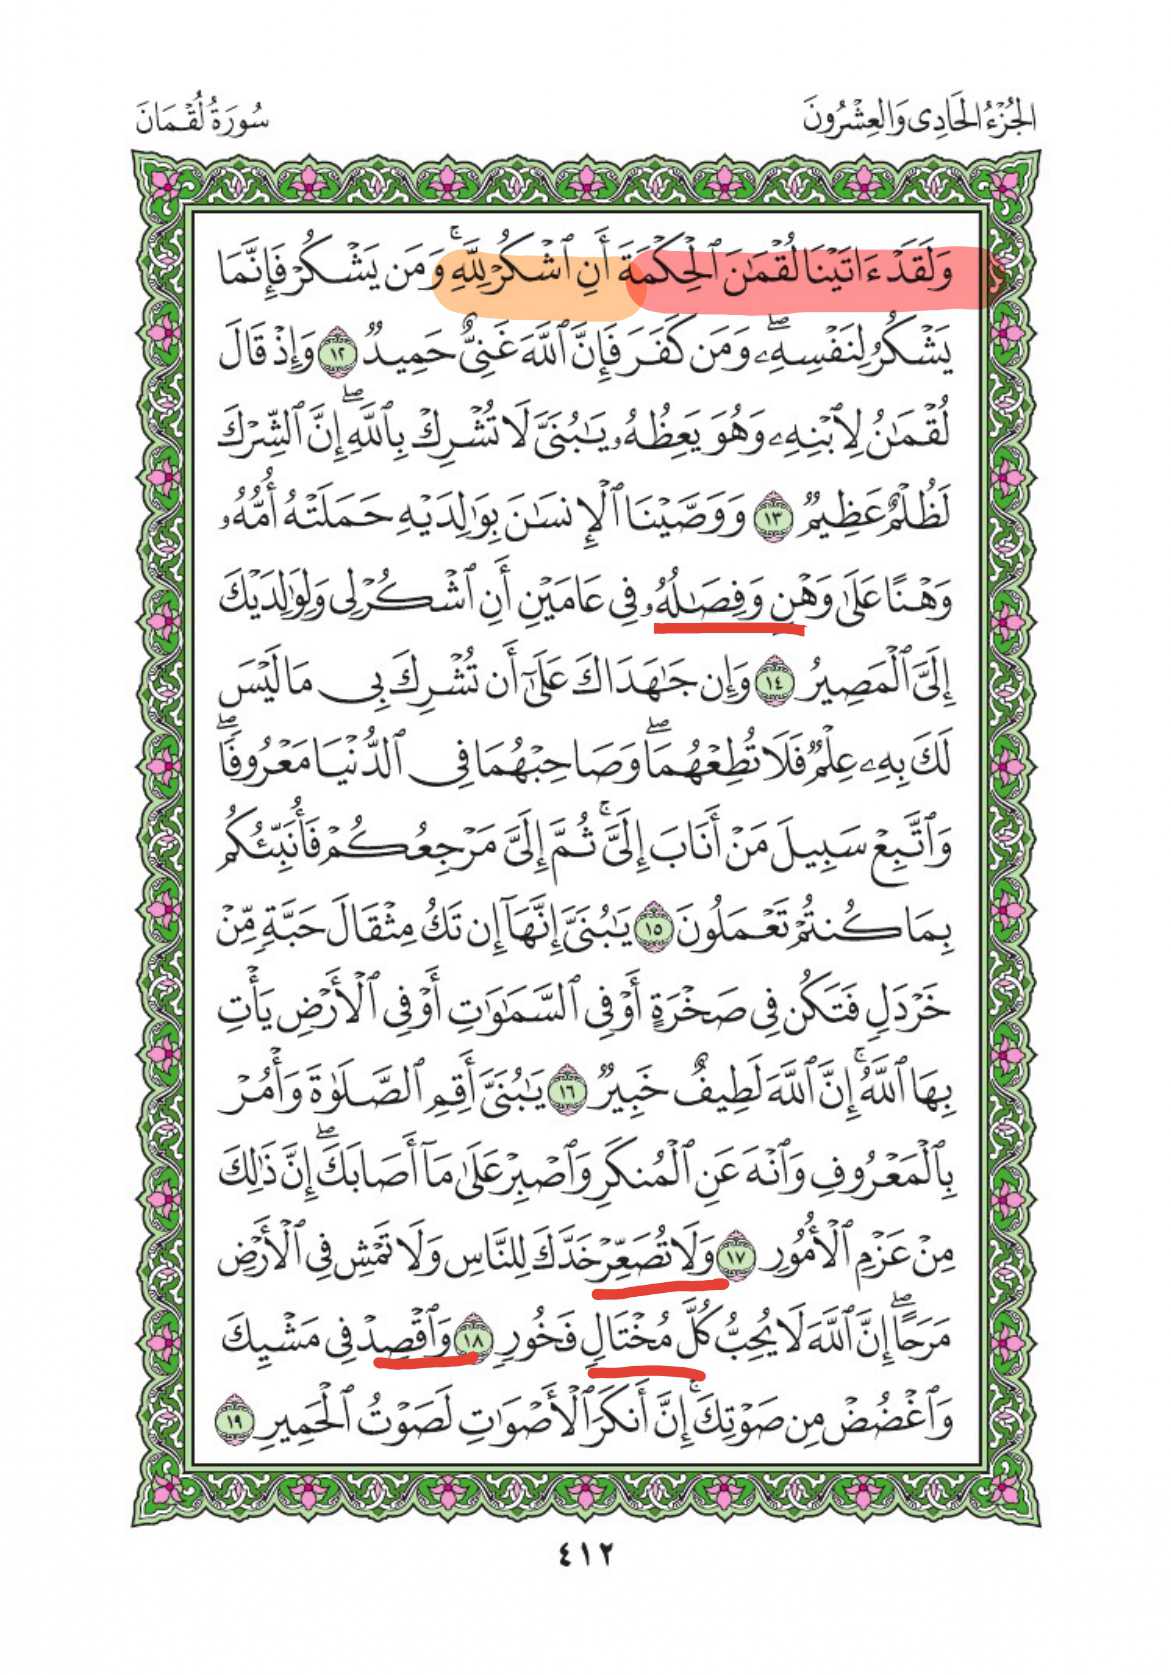 الجُزْءُ الحَادِي وَالعِشْرُونَ
سُورَةُ لُقْمَانَ
وَلَقَدْ ءَاتَيْنَا لُقْمَٰنَ ٱلْحِكْمَةَ أَنِ ٱشْكُرْ لِلَّهِۚ وَمَن يَشْكُرْ فَإِنَّمَا
يَشْكُرُ لِنَفْسِهِۦۖ وَمَن كَفَرَ فَإِنَّ ٱللَّهَ غَنِىٌّ حَمِيدٌ ١٢ وَإِذْ قَالَ
لُقْمَٰنُ لِٱبْنِهِۦ وَهُوَ يَعِظُهُۥ يَٰبُنَىَّ لَا تُشْرِكْ بِٱللَّهِۖ إِنَّ ٱلشِّرْكَ
لَظُلْمٌ عَظِيمٌ ١٣ وَوَصَّيْنَا ٱلْإِنسَٰنَ بِوَٰلِدَيْهِ حَمَلَتْهُ أُمُّهُۥ
وَهْنًا عَلَىٰ وَهْنٍ وَفِصَٰلُهُۥ فِى عَامَيْنِ أَنِ ٱشْكُرْ لِى وَلِوَٰلِدَيْكَ
إِلَىَّ ٱلْمَصِيرُ ١٤ وَإِن جَٰهَدَاكَ عَلَىٰٓ أَن تُشْرِكَ بِى مَا لَيْسَ
لَكَ بِهِۦ عِلْمٌ فَلَا تُطِعْهُمَاۖ وَصَاحِبْهُمَا فِى ٱلدُّنْيَا مَعْرُوفًاۖ
وَٱتَّبِعْ سَبِيلَ مَنْ أَنَابَ إِلَىَّۚ ثُمَّ إِلَىَّ مَرْجِعُكُمْ فَأُنَبِّئُكُم
بِمَا كُنتُمْ تَعْمَلُونَ ١٥ يَٰبُنَىَّ إِنَّهَآ إِن تَكُ مِثْقَالَ حَبَّةٍ مِّنْ
خَرْدَلٍ فَتَكُن فِى صَخْرَةٍ أَوْ فِى ٱلسَّمَٰوَٰتِ أَوْ فِى ٱلْأَرْضِ يَأْتِ
بِهَا ٱللَّهُۚ إِنَّ ٱللَّهَ لَطِيفٌ خَبِيرٌ ١٦ يَٰبُنَىَّ أَقِمِ ٱلصَّلَوٰةَ وَأْمُرْ
بِٱلْمَعْرُوفِ وَٱنْهَ عَنِ ٱلْمُنكَرِ وَٱصْبِرْ عَلَىٰ مَآ أَصَابَكَۖ إِنَّ ذَٰلِكَ
مِنْ عَزْمِ ٱلْأُمُورِ ١٧ وَلَا تُصَعِّرْ خَدَّكَ لِلنَّاسِ وَلَا تَمْشِ فِى ٱلْأَرْضِ
مَرَحًاۖ إِنَّ ٱللَّهَ لَا يُحِبُّ كُلَّ مُخْتَالٍ فَخُورٍ ١٨ وَٱقْصِدْ فِى مَشْيِكَ
وَٱغْضُضْ مِن صَوْتِكَۚ إِنَّ أَنكَرَ ٱلْأَصْوَٰتِ لَصَوْتُ ٱلْحَمِيرِ ١٩
٤١٢